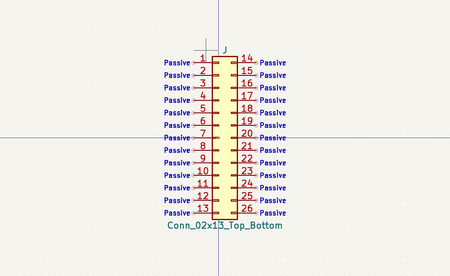 J
Passive 1 14 Passive
Passive 2 15 Passive
Passive 3 16 Passive
Passive 4 17 Passive
Passive 5 18 Passive
Passive 6 19 Passive
Passive 7 20 Passive
Passive 8 21 Passive
Passive 9 22 Passive
Passive 10 23 Passive
Passive 11 24 Passive
Passive 12 25 Passive
Passive 13 26 Passive
Conn_02x13_Top_Bottom